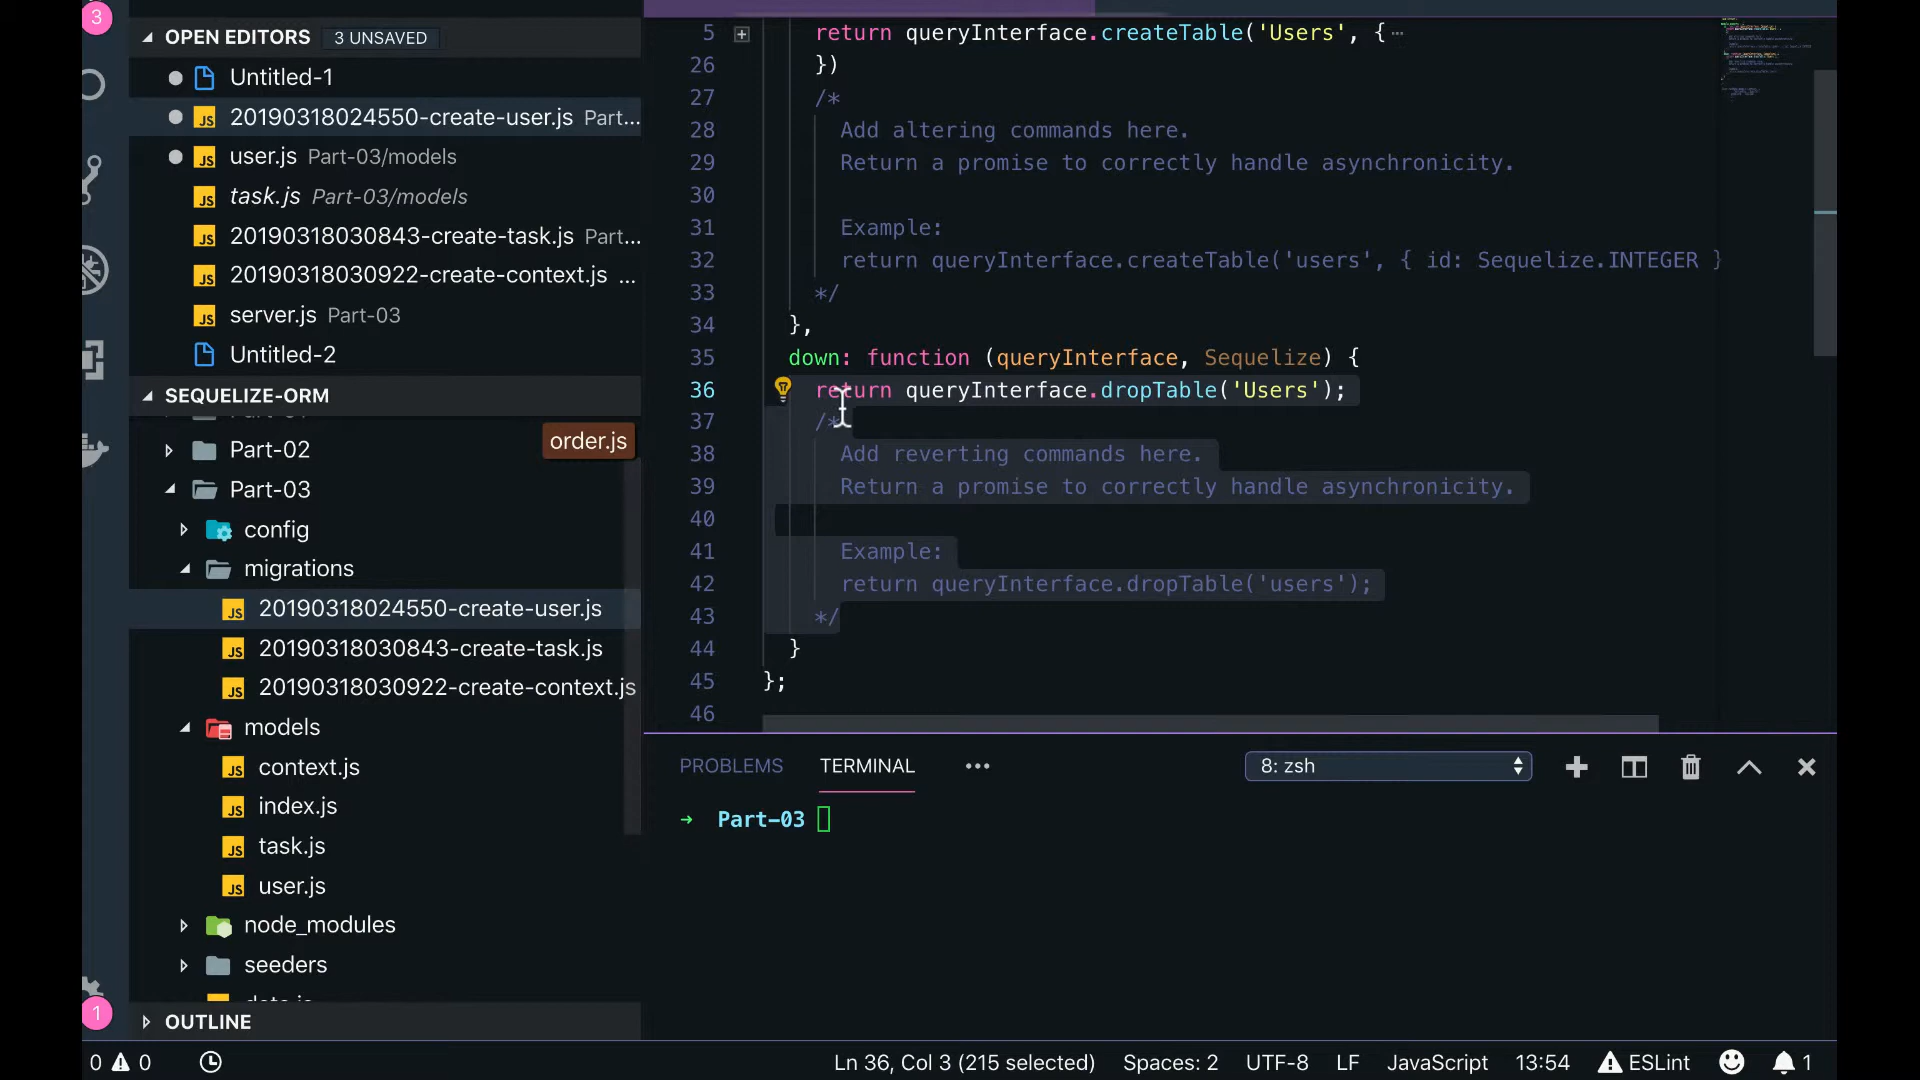 3
OPEN EDITORS 3 UNSAVED
Untitled-1
20190318024550-create-user.js Part...
user.js Part-03/models
task.js Part-03/models
20190318030843-create-task.js Part...
20190318030922-create-context.js ...
server.js Part-03
Untitled-2
SEQUELIZE-ORM
Part-02
order.js
Part-03
config
migrations
20190318024550-create-user.js
20190318030843-create-task.js
20190318030922-create-context.js
models
context.js
index.js
task.js
user.js
node_modules
seeders
1
OUTLINE
5 return queryInterface.createTable('Users', {
26 })
27 /*
28 Add altering commands here.
29 Return a promise to correctly handle asynchronicity.
30
31 Example:
32 return queryInterface.createTable('users', { id: Sequelize.INTEGER }
33 */
34 },
35 down: function (queryInterface, Sequelize) {
36 return queryInterface.dropTable('Users');
37 /*
38 Add reverting commands here.
39 Return a promise to correctly handle asynchronicity.
40
41 Example:
42 return queryInterface.dropTable('users');
43 */
44 }
45 };
46
PROBLEMS TERMINAL ••• 8: zsh
→ Part-03
0 0 Ln 36, Col 3 (215 selected) Spaces: 2 UTF-8 LF JavaScript 13:54 ESLint 1